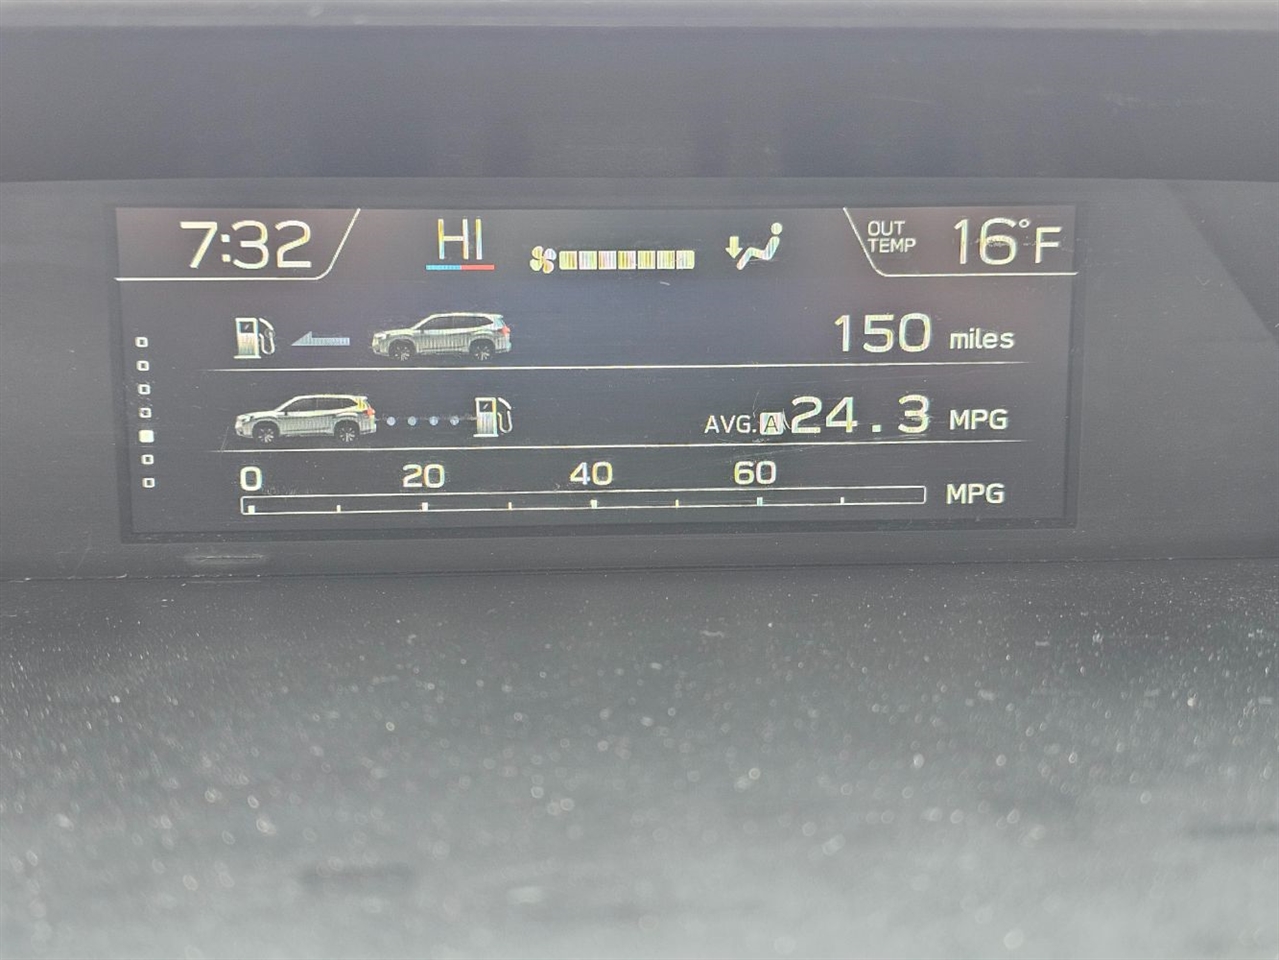 7:32 HI OUT TEMP 16°F
150 miles
AVG. A 24.3 MPG
0 20 40 60
MPG